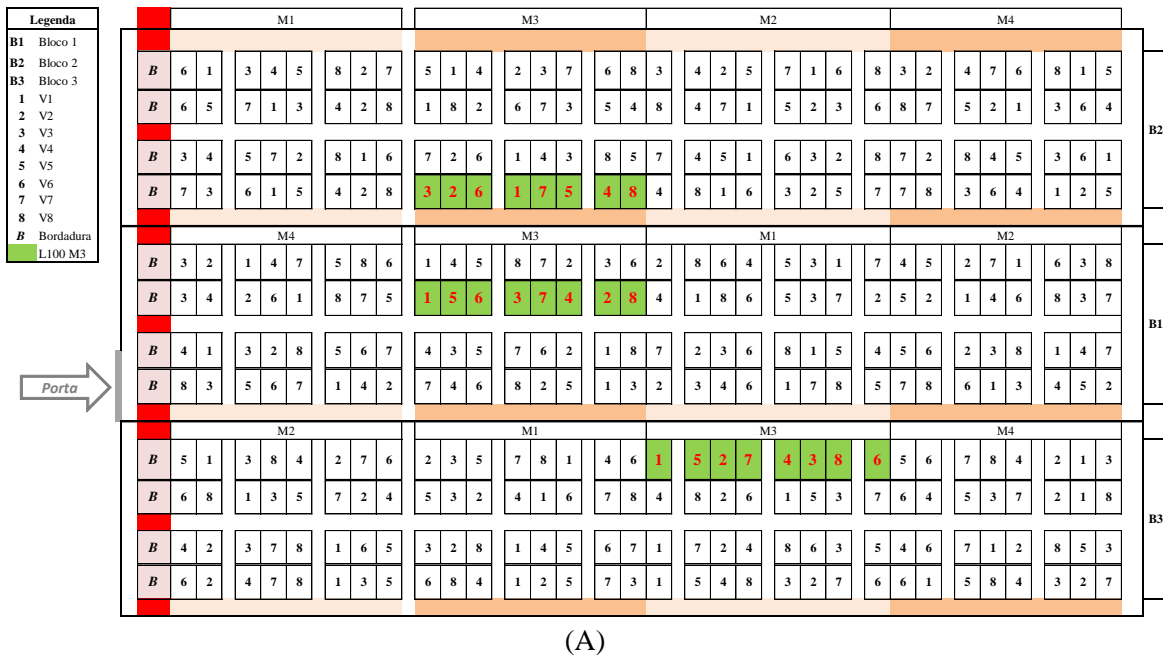 Legenda
B1 Bloco 1
B2 Bloco 2
B3 Bloco 3
1 V1
2 V2
3 V3
4 V4
5 V5
6 V6
7 V7
8 V8
B Bordadura
L100 M3
M1 M3 M2 M4
B 6 1 3 4 5 8 2 7 5 1 4 2 3 7 6 8 3 4 2 5 7 1 6 8 3 2 4 7 6 8 1 5
B 6 5 7 1 3 4 2 8 1 8 2 6 7 3 5 4 8 4 7 1 5 2 3 6 8 7 5 2 1 3 6 4
B2
B 3 4 5 7 2 8 1 6 7 2 6 1 4 3 8 5 7 4 5 1 6 3 2 8 7 2 8 4 5 3 6 1
B 7 3 6 1 5 4 2 8 3 2 6 1 7 5 4 8 4 8 1 6 3 2 5 7 7 8 3 6 4 1 2 5
M4 M3 M1 M2
B 3 2 1 4 7 5 8 6 1 4 5 8 7 2 3 6 2 8 6 4 5 3 1 7 4 5 2 7 1 6 3 8
B 3 4 2 6 1 8 7 5 1 5 6 3 7 4 2 8 4 1 8 6 5 3 7 2 5 2 1 4 6 8 3 7
B1
B 4 1 3 2 8 5 6 7 4 3 5 7 6 2 1 8 7 2 3 6 8 1 5 4 5 6 2 3 8 1 4 7
Porta
B 8 3 5 6 7 1 4 2 7 4 6 8 2 5 1 3 2 3 4 6 1 7 8 5 7 8 6 1 3 4 5 2
M2 M1 M3 M4
B 5 1 3 8 4 2 7 6 2 3 5 7 8 1 4 6 1 5 2 7 4 3 8 6 5 6 7 8 4 2 1 3
B 6 8 1 3 5 7 2 4 5 3 2 4 1 6 7 8 4 8 2 6 1 5 3 7 6 4 5 3 7 2 1 8
B3
B 4 2 3 7 8 1 6 5 3 2 8 1 4 5 6 7 1 7 2 4 8 6 3 5 4 6 7 1 2 8 5 3
B 6 2 4 7 8 1 3 5 6 8 4 1 2 5 7 3 1 5 4 8 3 2 7 6 6 1 5 8 4 3 2 7
(A)